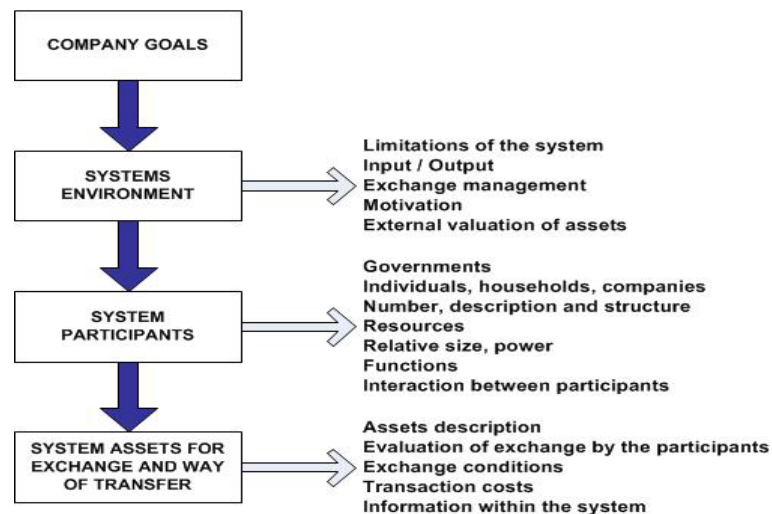 COMPANY GOALS
SYSTEMS
ENVIRONMENT
Limitations of the system
Input / Output
Exchange management
Motivation
External valuation of assets
SYSTEM
PARTICIPANTS
Governments
Individuals, households, companies
Number, description and structure
Resources
Relative size, power
Functions
Interaction between participants
SYSTEM ASSETS FOR
EXCHANGE AND WAY
OF TRANSFER
Assets description
Evaluation of exchange by the participants
Exchange conditions
Transaction costs
Information within the system